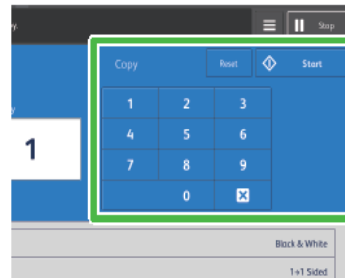 y.
Stop
Copy
Reset
Start
y
1
1 2 3
4 5 6
7 8 9
0
Black & White
1→1 Sided